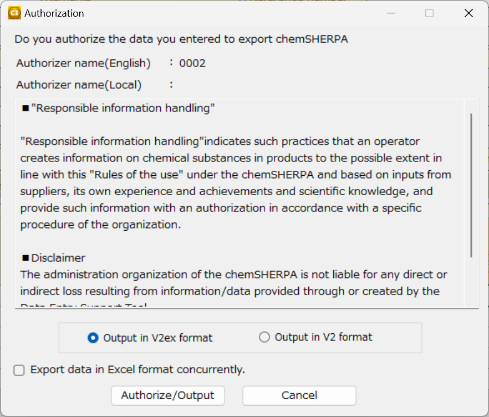 Authorization
Do you authorize the data you entered to export chemSHERPA
Authorizer name(English) : 0002
Authorizer name(Local) :
■"Responsible information handling"
"Responsible information handling"indicates such practices that an operator
creates information on chemical substances in products to the possible extent in
line with this "Rules of the use" under the chemSHERPA and based on inputs from
suppliers, its own experience and achievements and scientific knowledge, and
provide such information with an authorization in accordance with a specific
procedure of the organization.
■Disclaimer
The administration organization of the chemSHERPA is not liable for any direct or
indirect loss resulting from information/data provided through or created by the
Data Entry Support Tool
Output in V2ex format Output in V2 format
Export data in Excel format concurrently.
Authorize/Output Cancel